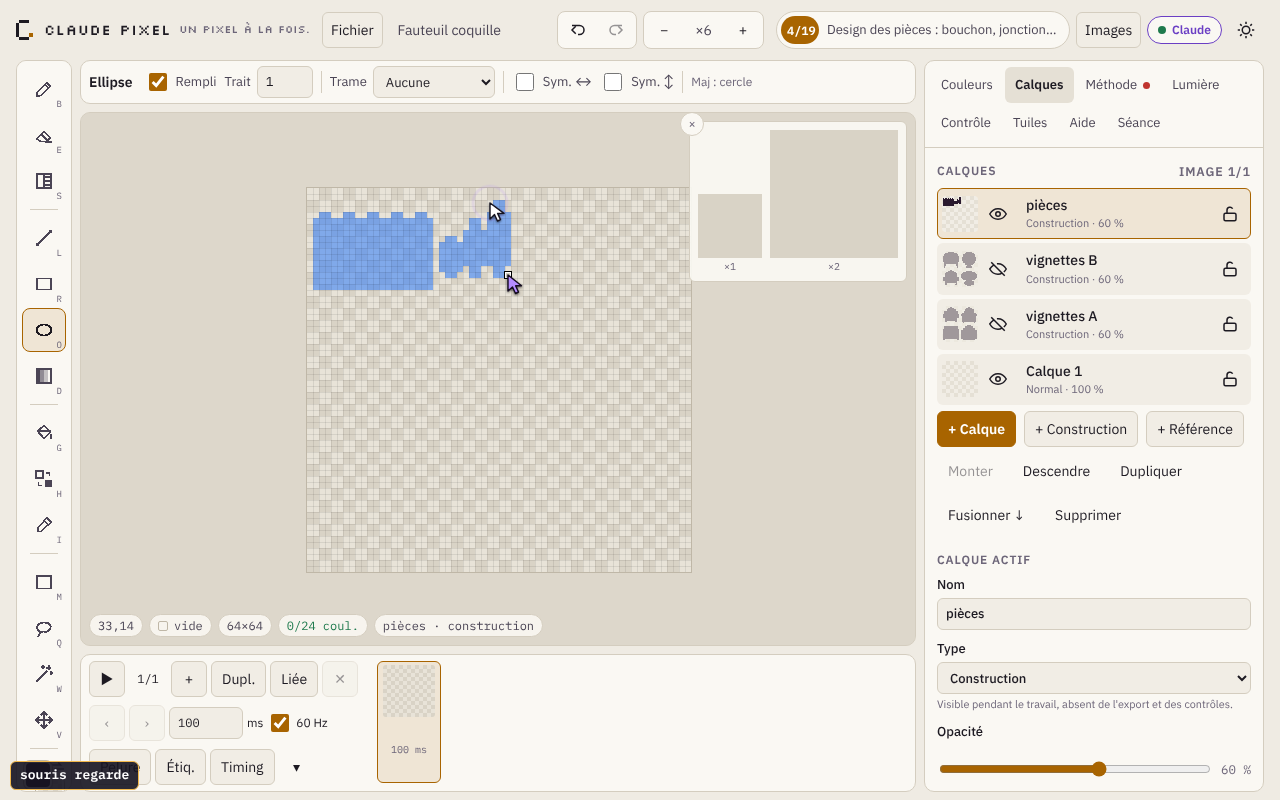 CLAUDE PIXEL
UN PIXEL À LA FOIS.
Fichier
Fauteuil coquille
−
×6
+
4/19
Design des pièces : bouchon, jonction…
Images
Claude
Ellipse
Rempli
Trait
1
Trame
Aucune
Sym. ↔
Sym. ↕
Maj : cercle
B
E
S
L
R
O
D
G
H
I
M
Q
W
V
×
×1
×2
33,14
vide
64×64
0/24 coul.
pièces · construction
1/1
+
Dupl.
Liée
×
‹
›
100
ms
60 Hz
Étiq.
Timing
▼
100 ms
souris regarde
Couleurs
Calques
Méthode
Lumière
Contrôle
Tuiles
Aide
Séance
CALQUES
IMAGE 1/1
pièces
Construction · 60 %
vignettes B
Construction · 60 %
vignettes A
Construction · 60 %
Calque 1
Normal · 100 %
+ Calque
+ Construction
+ Référence
Monter
Descendre
Dupliquer
Fusionner ↓
Supprimer
CALQUE ACTIF
Nom
pièces
Type
Construction
Visible pendant le travail, absent de l'export et des contrôles.
Opacité
60 %